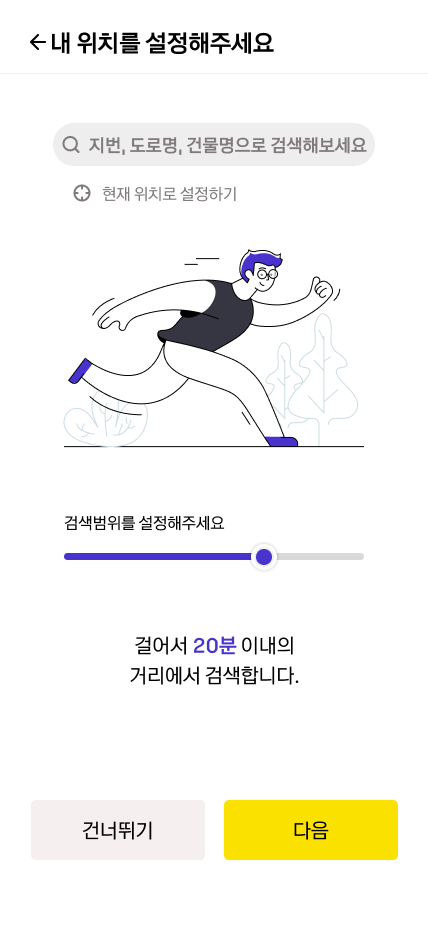 내 위치를 설정해주세요
지번, 도로명, 건물명으로 검색해보세요
현재 위치로 설정하기
검색범위를 설정해주세요
걸어서 20분 이내의
거리에서 검색합니다.
건너뛰기
다음